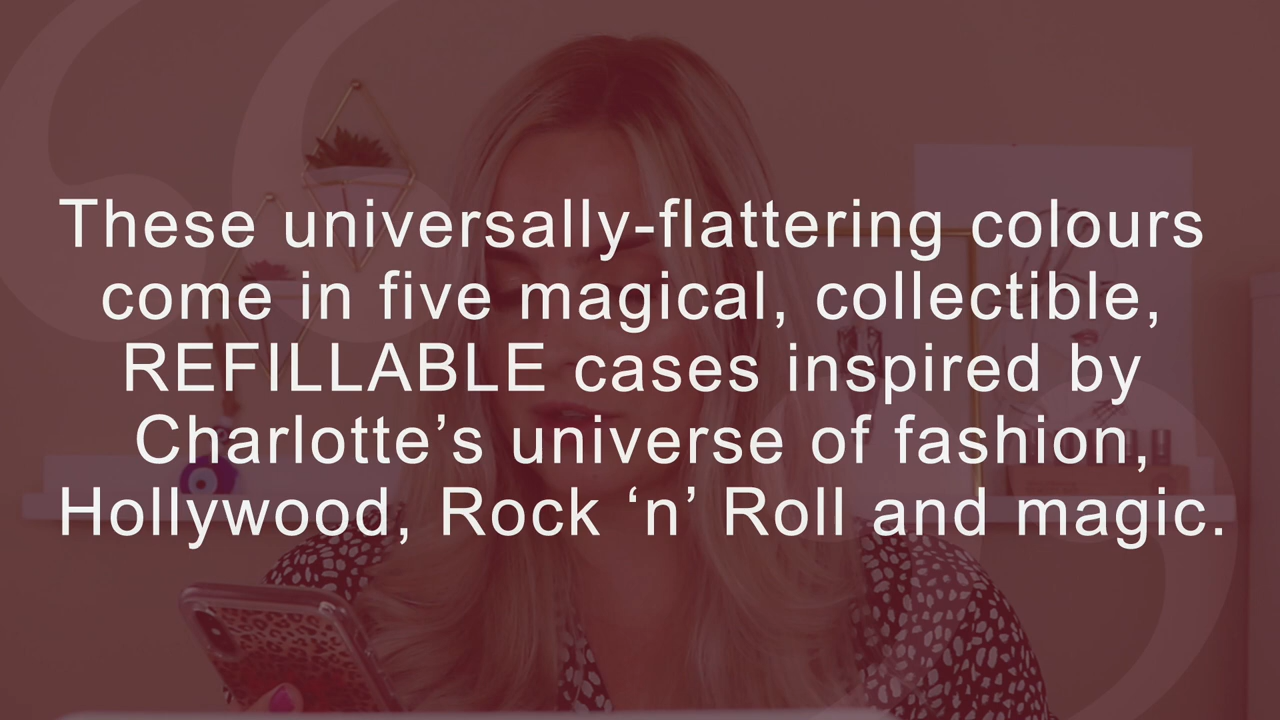 These universally-flattering colours
come in five magical, collectible,
REFILLABLE cases inspired by
Charlotte’s universe of fashion,
Hollywood, Rock ‘n’ Roll and magic.